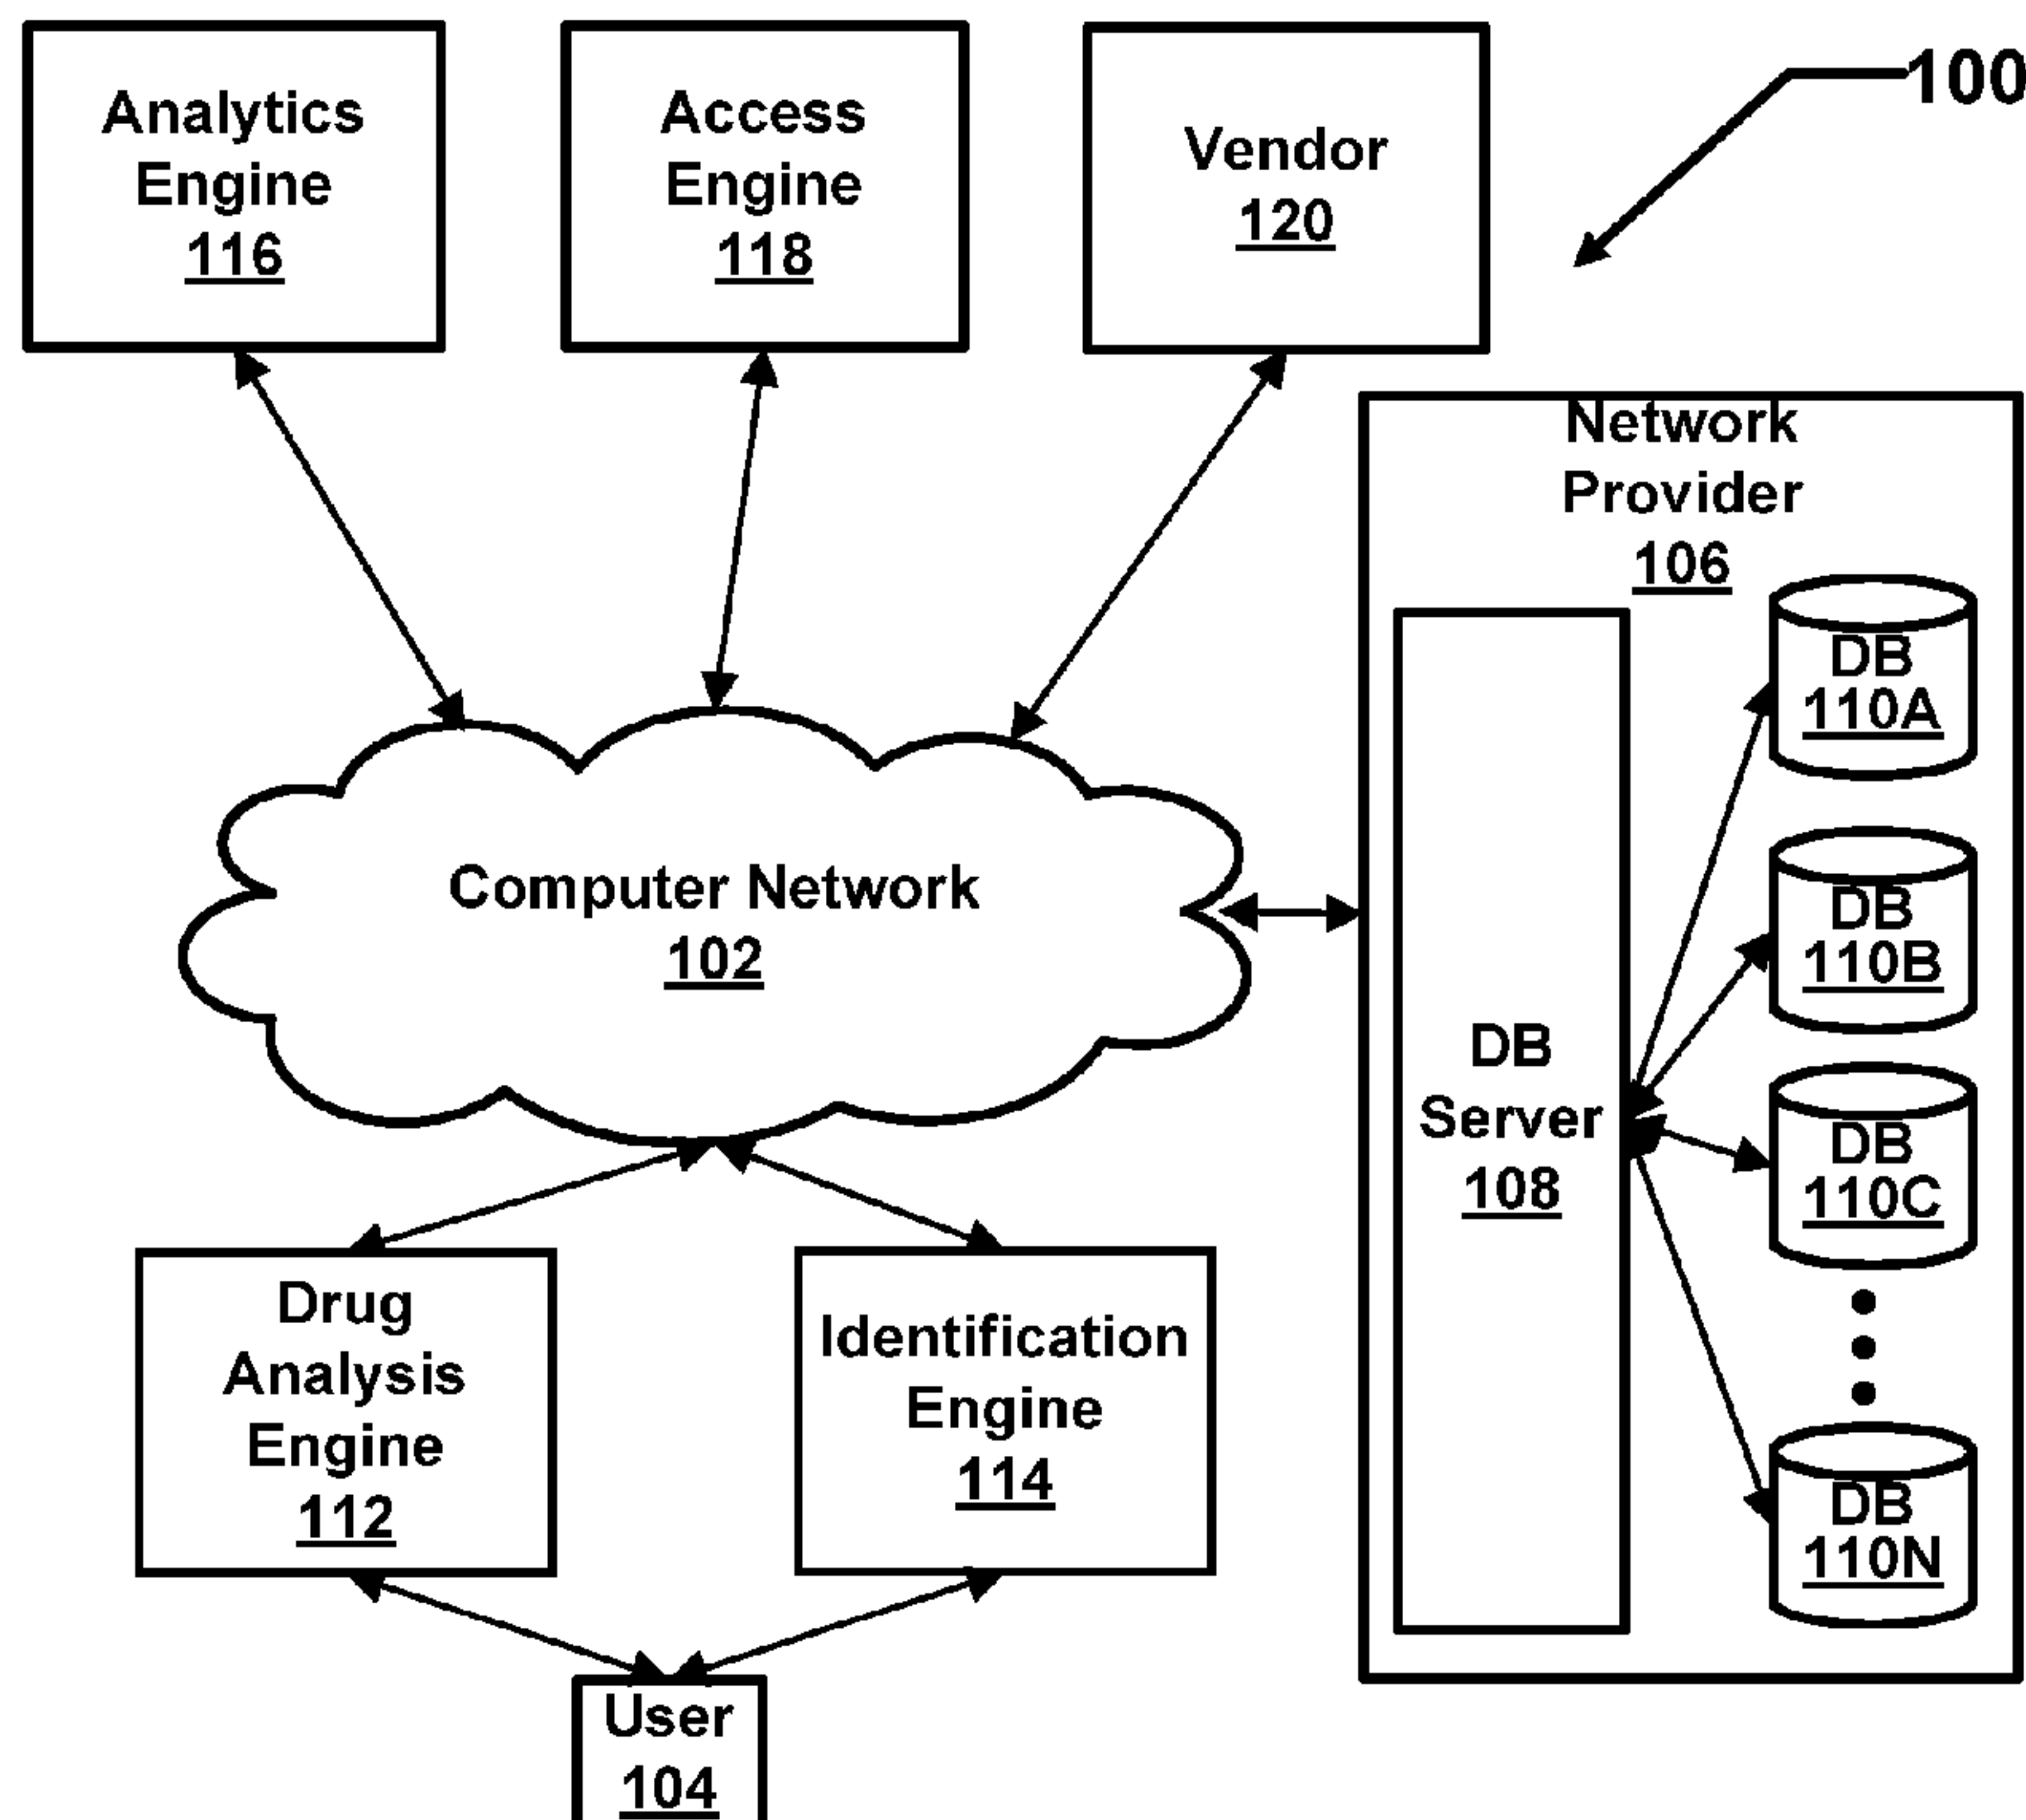 Analytics
Engine
116
Access
Engine
118
Vendor
120
100
Network
Provider
106
DB
110A
DB
110B
DB
110C
DB
110N
DB
Server
108
Computer Network
102
Drug
Analysis
Engine
112
Identification
Engine
114
User
104